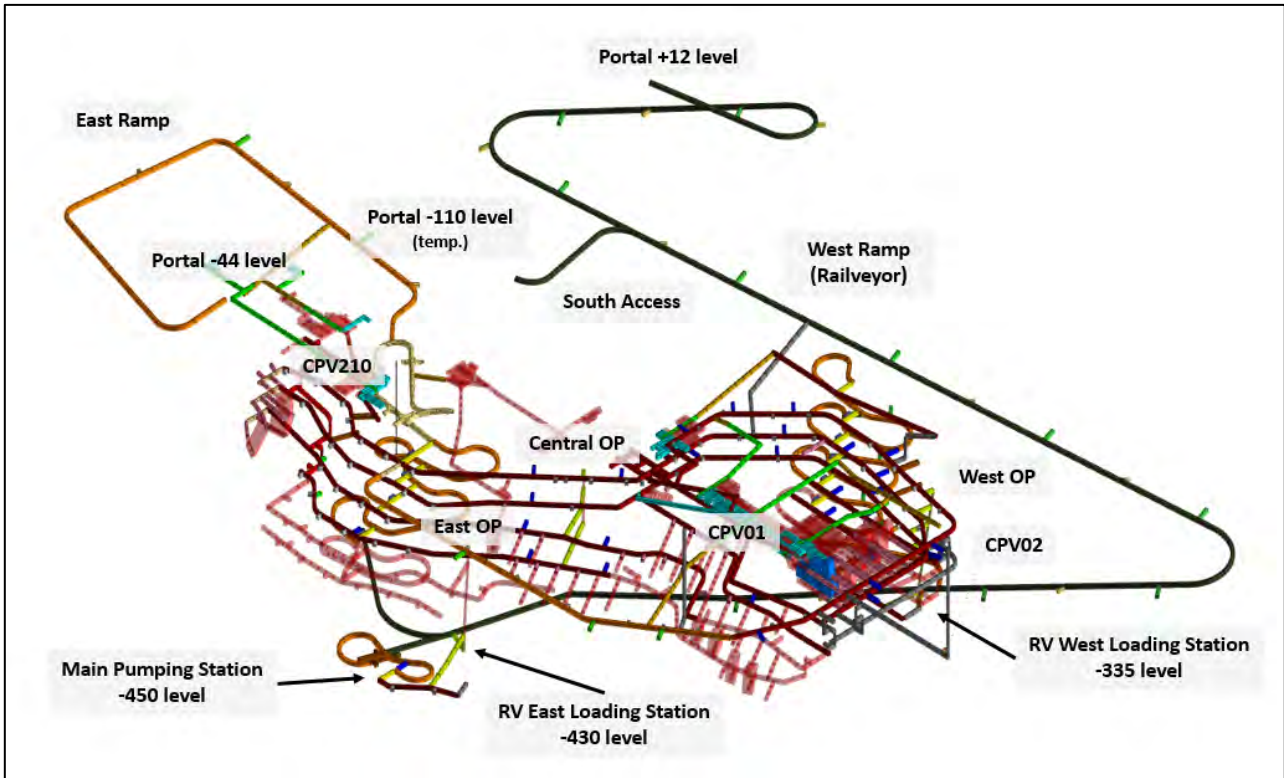 Portal +12 level
East Ramp
Portal -110 level
(temp.)
Portal -44 level
West Ramp
(Railveyor)
South Access
CPV210
Central OP
West OP
East OP
CPV01
CPV02
RV West Loading Station
-335 level
Main Pumping Station
-450 level
RV East Loading Station
-430 level